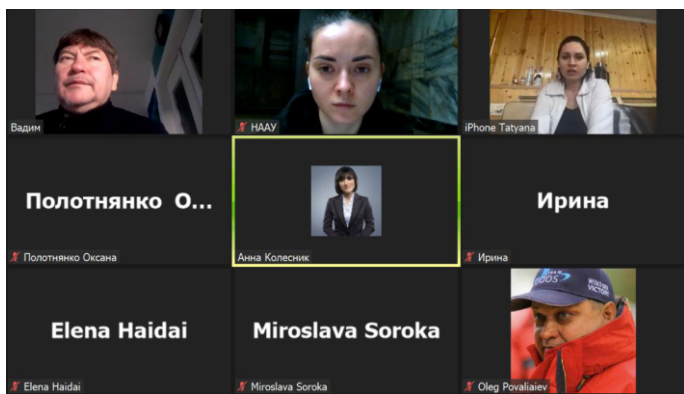 Вадим
НААУ
iPhone Tatyana
Полотнянко О...
Полотнянко Оксана
Анна Колесник
Ирина
Ирина
Elena Haidai
Elena Haidai
Miroslava Soroka
Miroslava Soroka
VICTORY
Oleg Povaliaiev